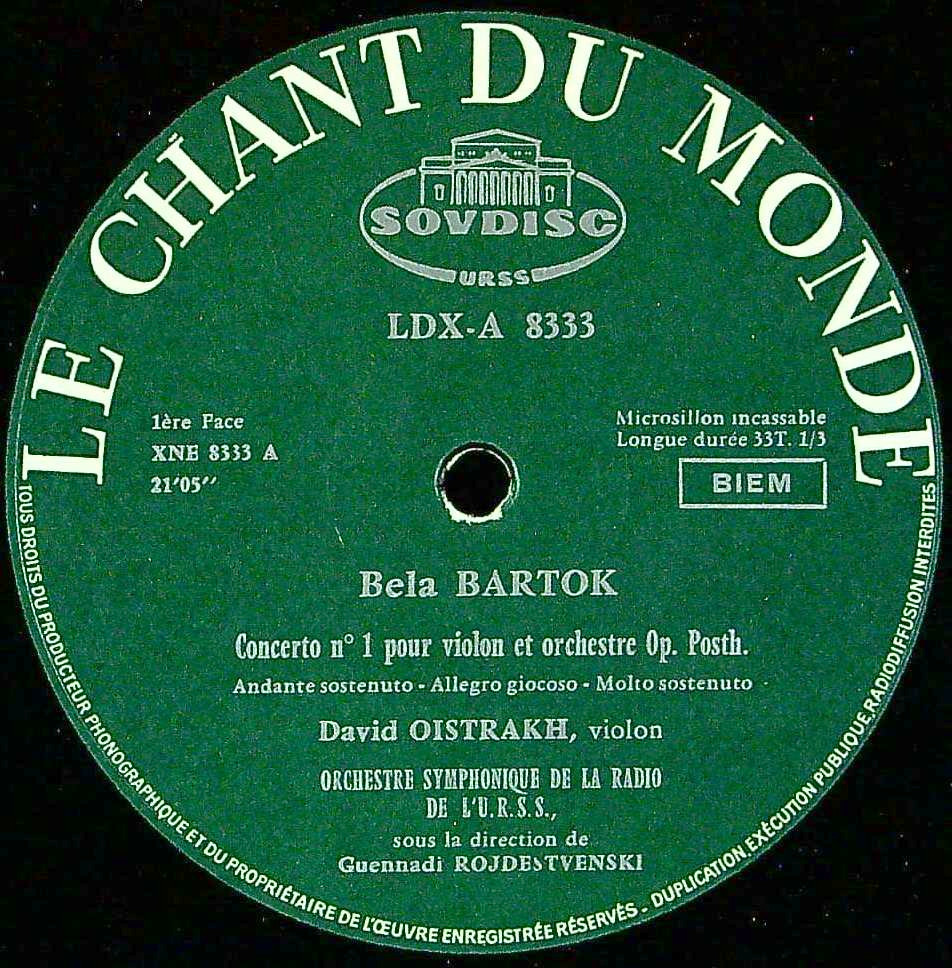 LE CHANT DU MONDE
SOVDISC
URSS
LDX-A 8333
1ère Face
XNE 8333 A
21'05''
Microsillon incassable
Longue durée 33T. 1/3
BIEM
Bela BARTOK
Concerto n° 1 pour violon et orchestre Op. Posth.
Andante sostenuto - Allegro giocoso - Molto sostenuto
David OISTRAKH, violon
ORCHESTRE SYMPHONIQUE DE LA RADIO
DE L'U.R.S.S.,
sous la direction de
Guennadi ROJDESTVENSKI
TOUS DROITS DU PRODUCTEUR PHONOGRAPHIQUE ET DU PROPRIÉTAIRE DE L'ŒUVRE ENREGISTRÉE RÉSERVÉS - DUPLICATION, EXÉCUTION PUBLIQUE, RADIODIFFUSION INTERDITES